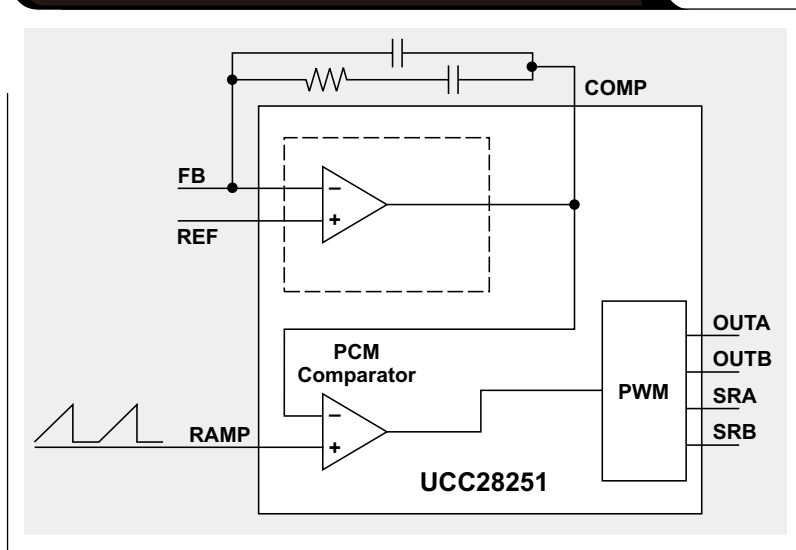 COMP
FB
−
+
REF
PCM
Comparator
−
+
RAMP
PWM
OUTA
OUTB
SRA
SRB
UCC28251